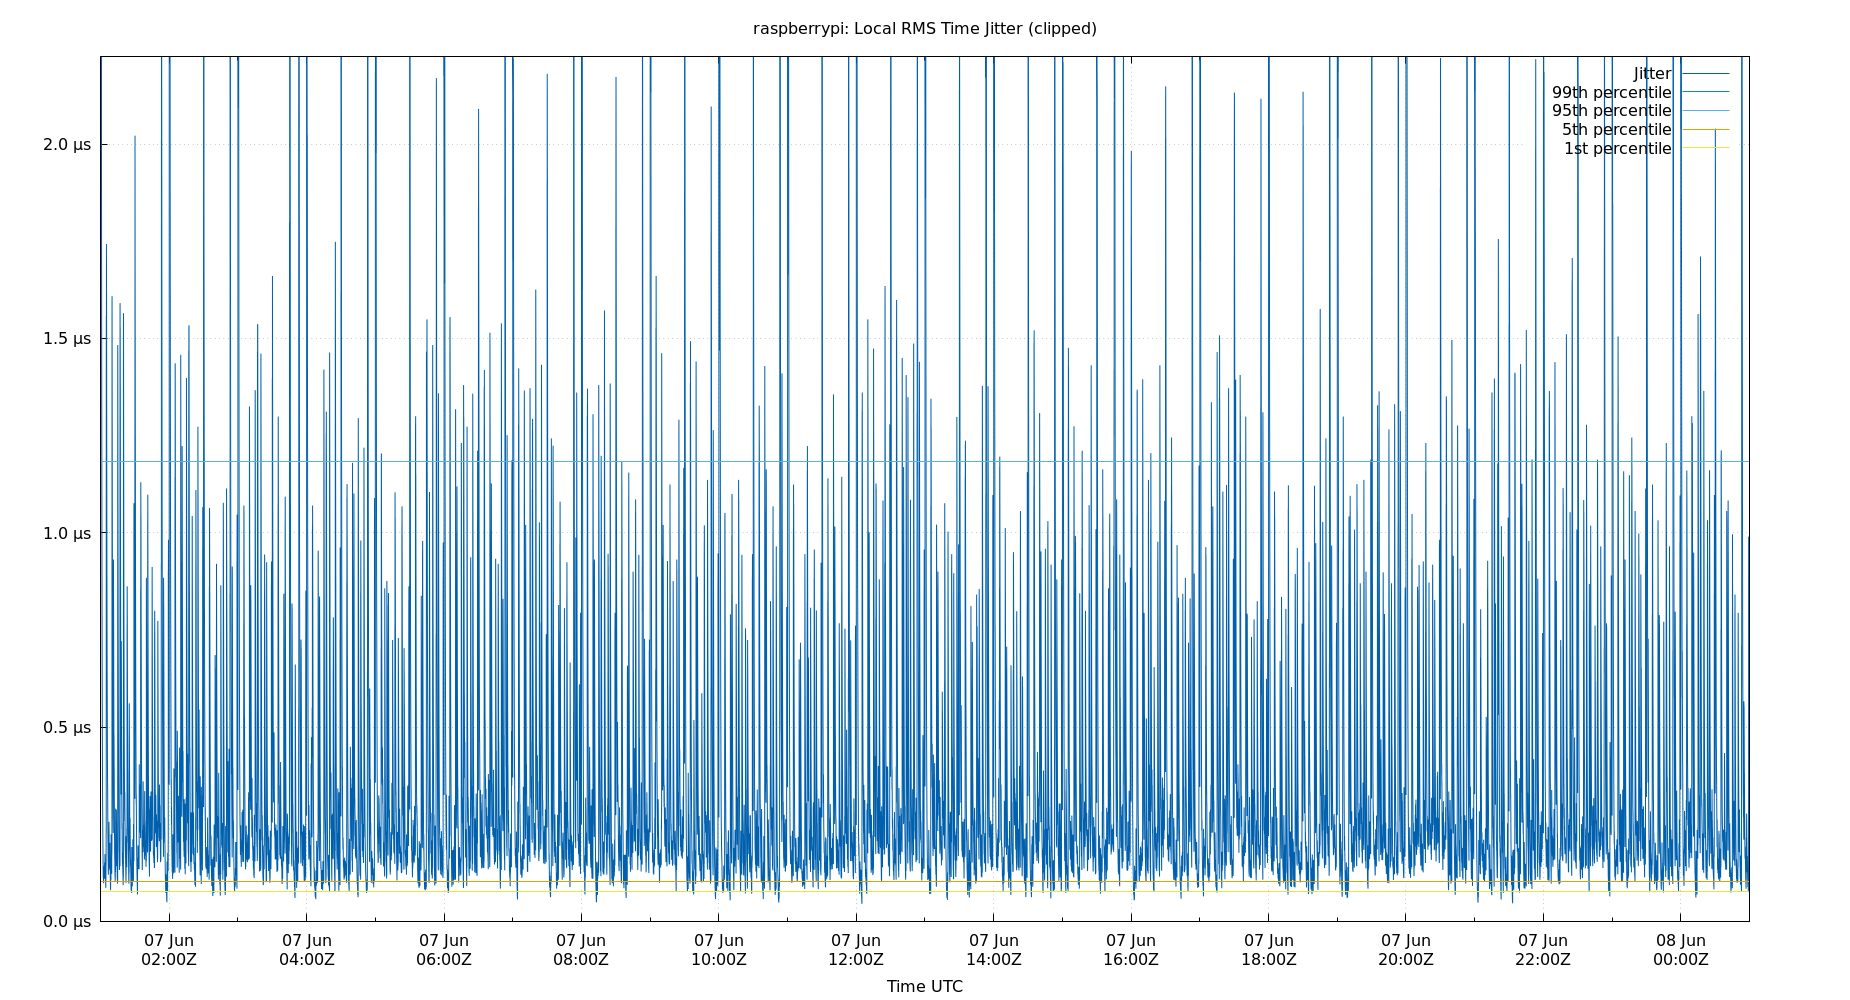 raspberrypi: Local RMS Time Jitter (clipped)
Jitter
99th percentile
95th percentile
5th percentile
1st percentile
2.0 µs
1.5 µs
1.0 µs
0.5 µs
0.0 µs
07 Jun 07 Jun 07 Jun 07 Jun 07 Jun 07 Jun 07 Jun 07 Jun 07 Jun 07 Jun 07 Jun 08 Jun
02:00Z 04:00Z 06:00Z 08:00Z 10:00Z 12:00Z 14:00Z 16:00Z 18:00Z 20:00Z 22:00Z 00:00Z
Time UTC